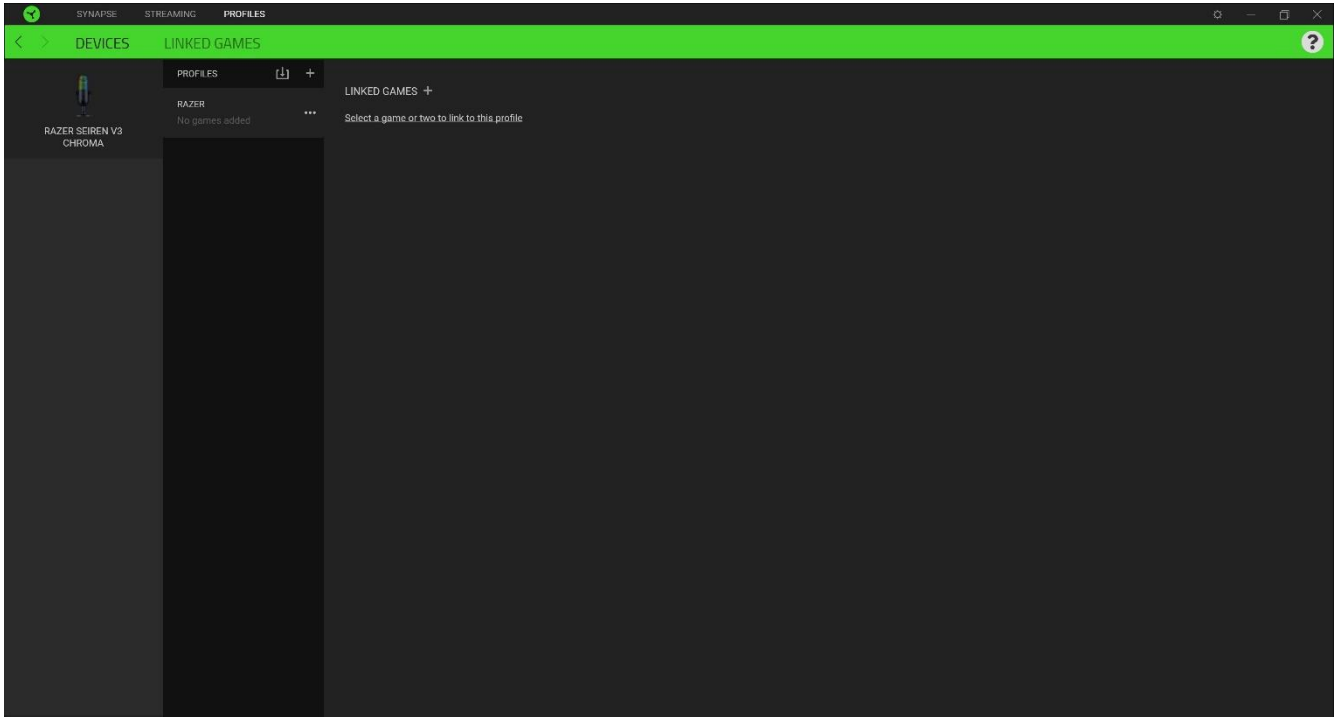 SYNAPSE STREAMING PROFILES
DEVICES LINKED GAMES
?
RAZER SEIREN V3
CHROMA
PROFILES
RAZER
No games added
LINKED GAMES +
Select a game or two to link to this profile